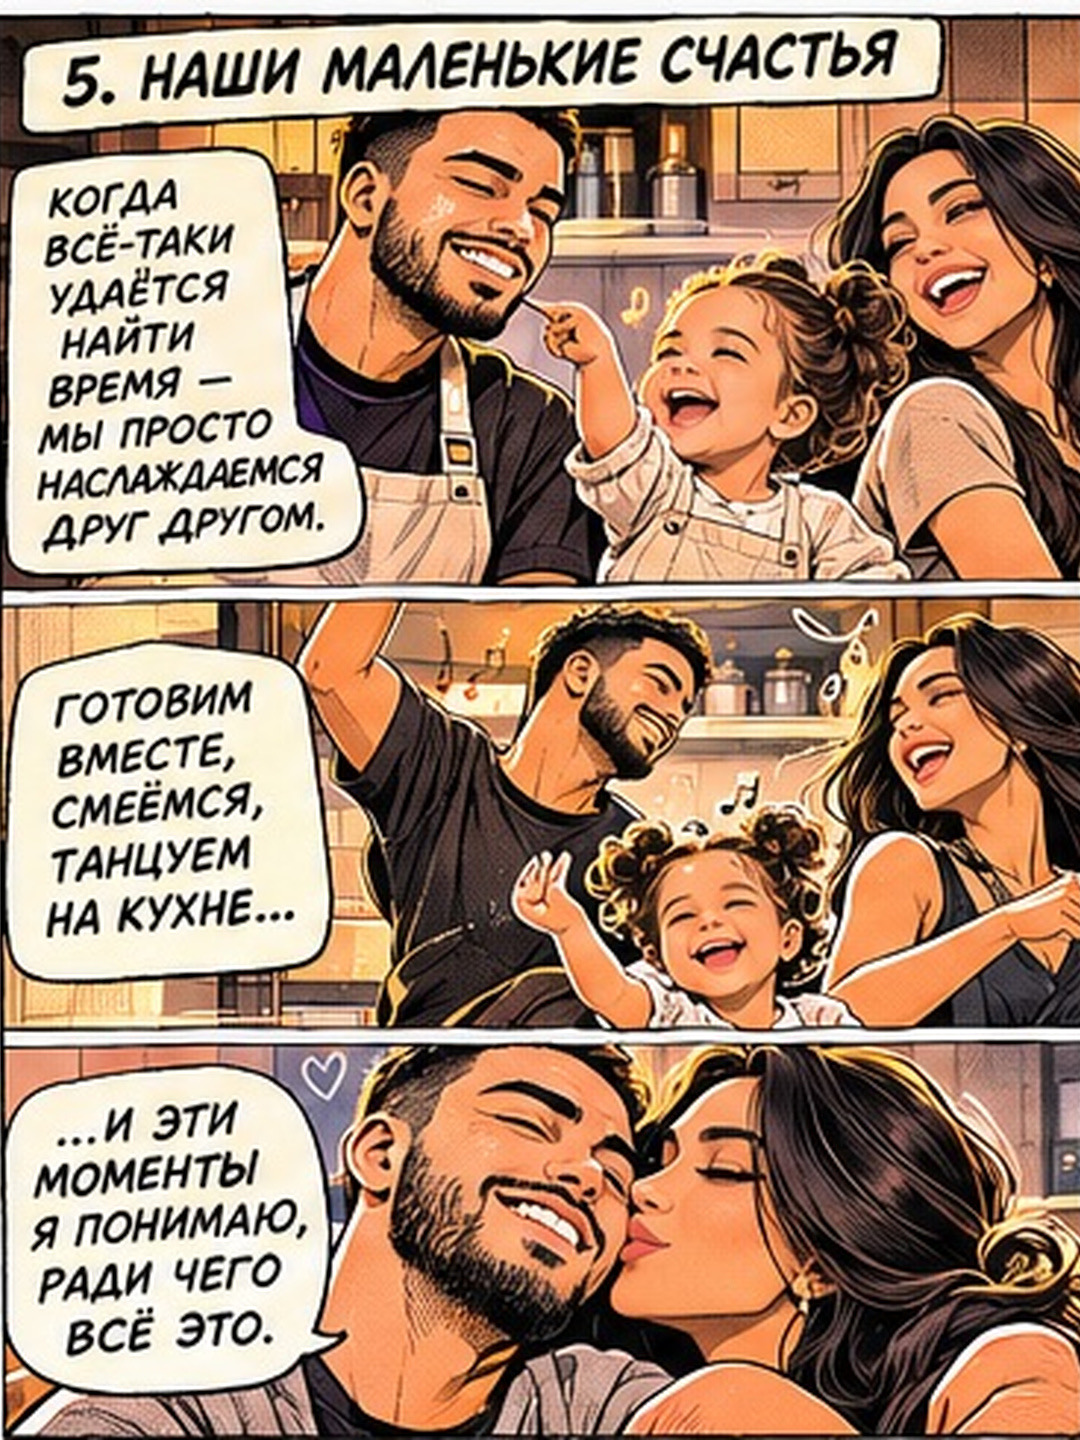 5. НАШИ МАЛЕНЬКИЕ СЧАСТЬЯ
КОГДА
ВСЁ-ТАКИ
УДАЁТСЯ
НАЙТИ
ВРЕМЯ —
МЫ ПРОСТО
НАСЛАЖДАЕМСЯ
ДРУГ ДРУГОМ.
ГОТОВИМ
ВМЕСТЕ,
СМЕЁМСЯ,
ТАНЦУЕМ
НА КУХНЕ...
...И ЭТИ
МОМЕНТЫ
Я ПОНИМАЮ,
РАДИ ЧЕГО
ВСЁ ЭТО.